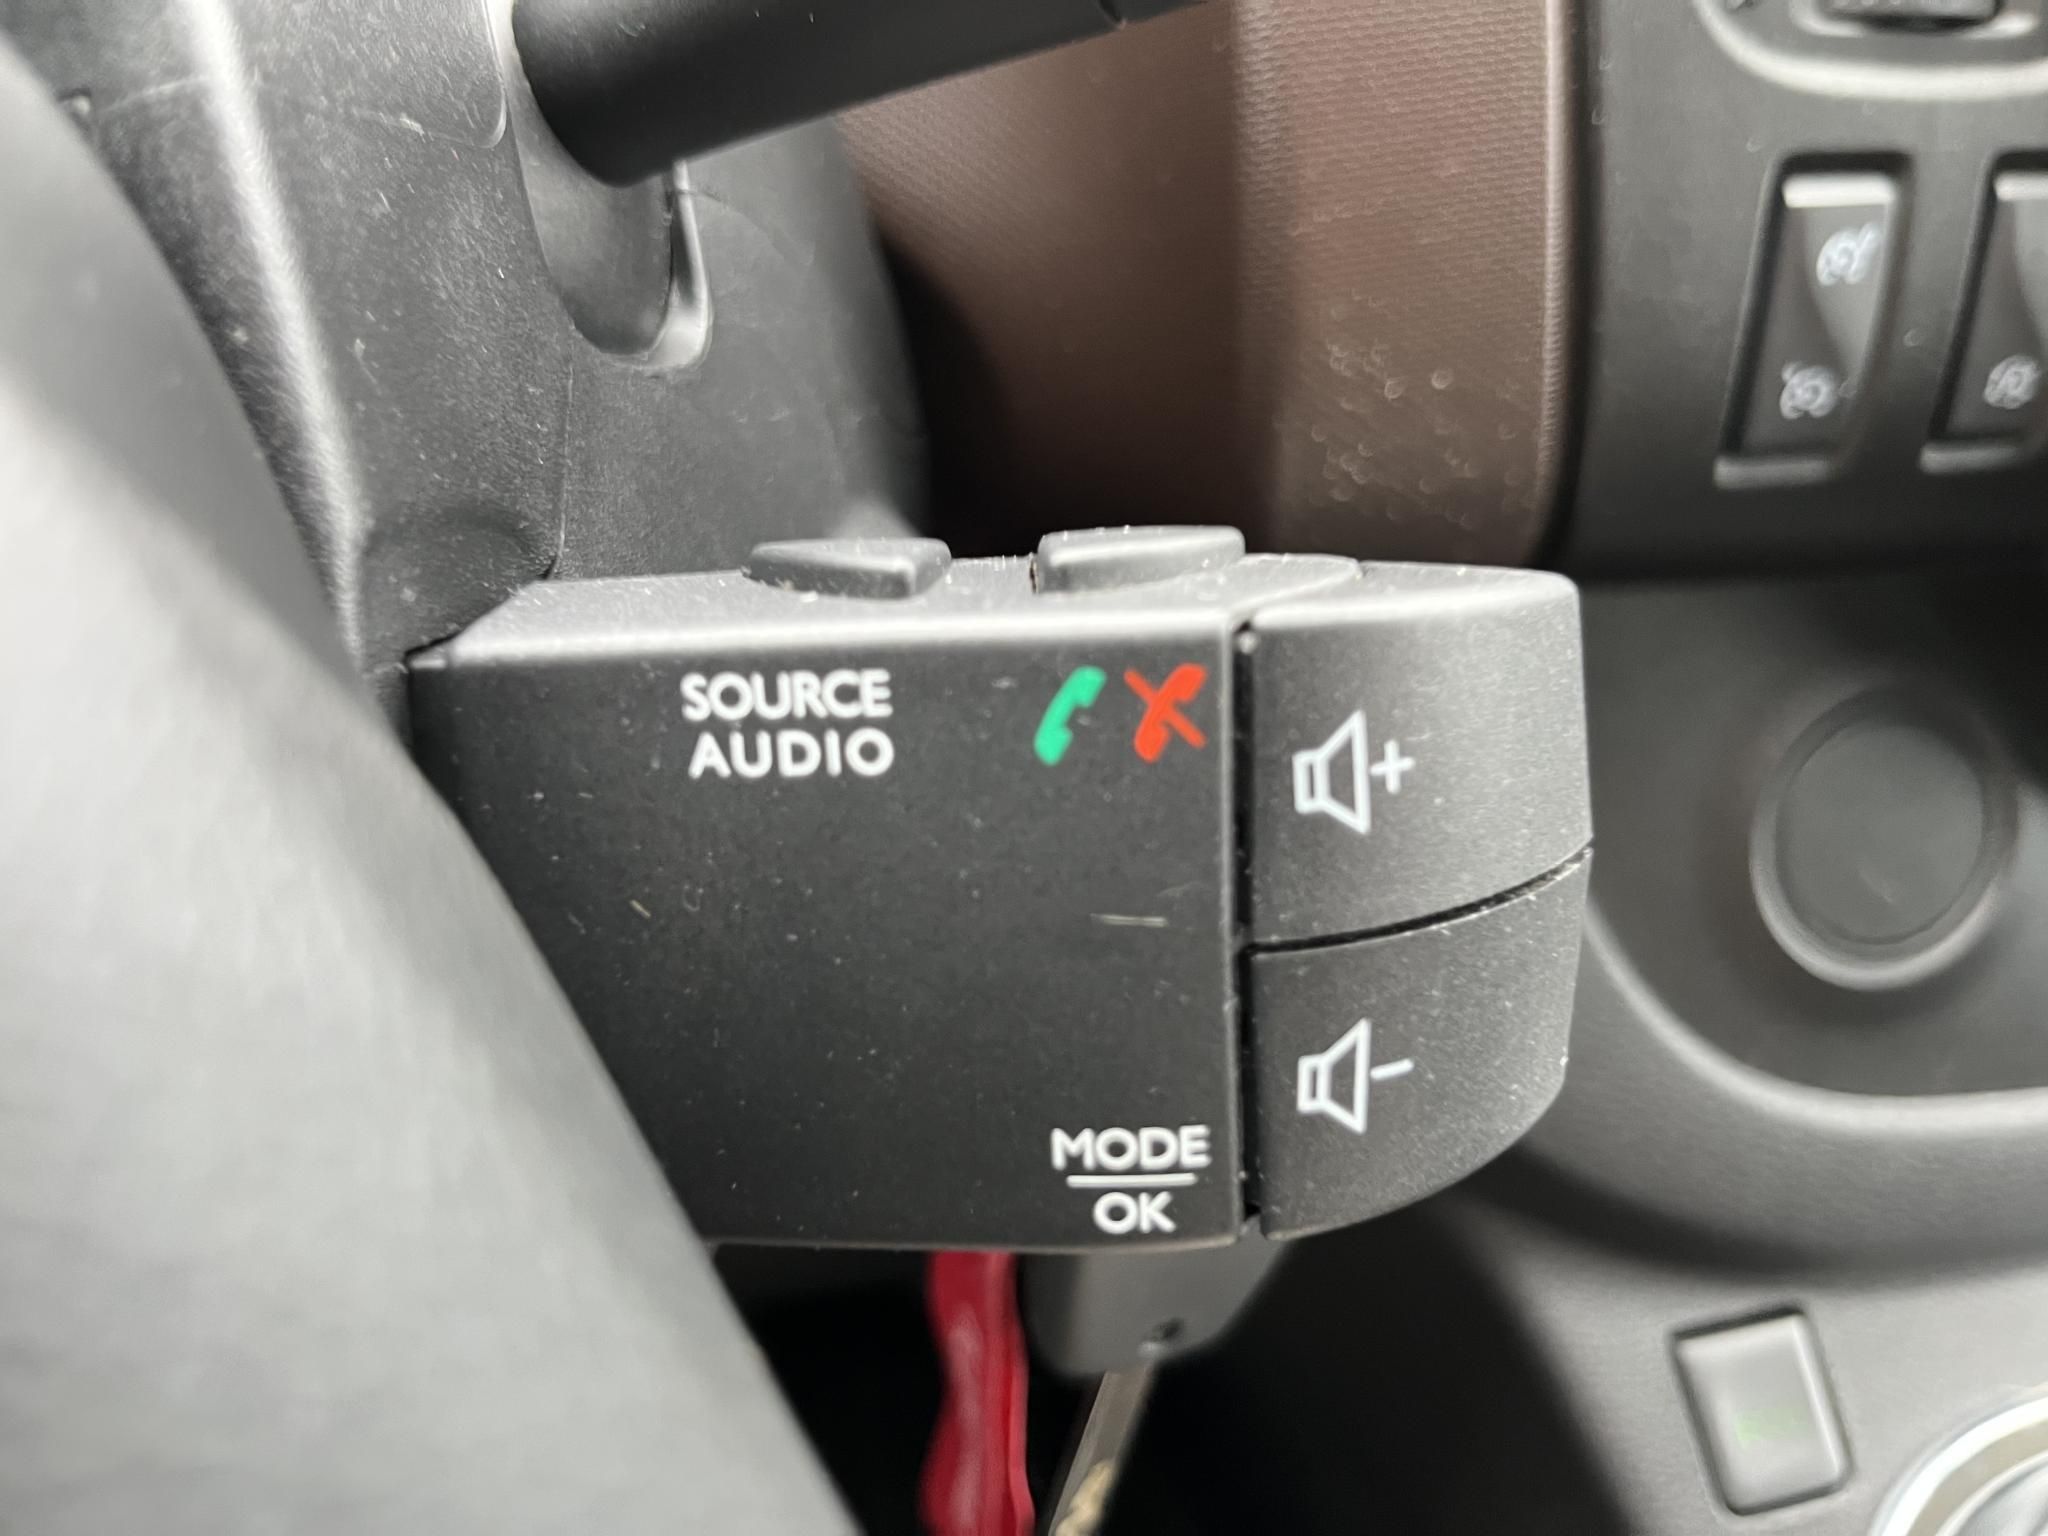 SOURCE
AUDIO
+
-
MODE
OK